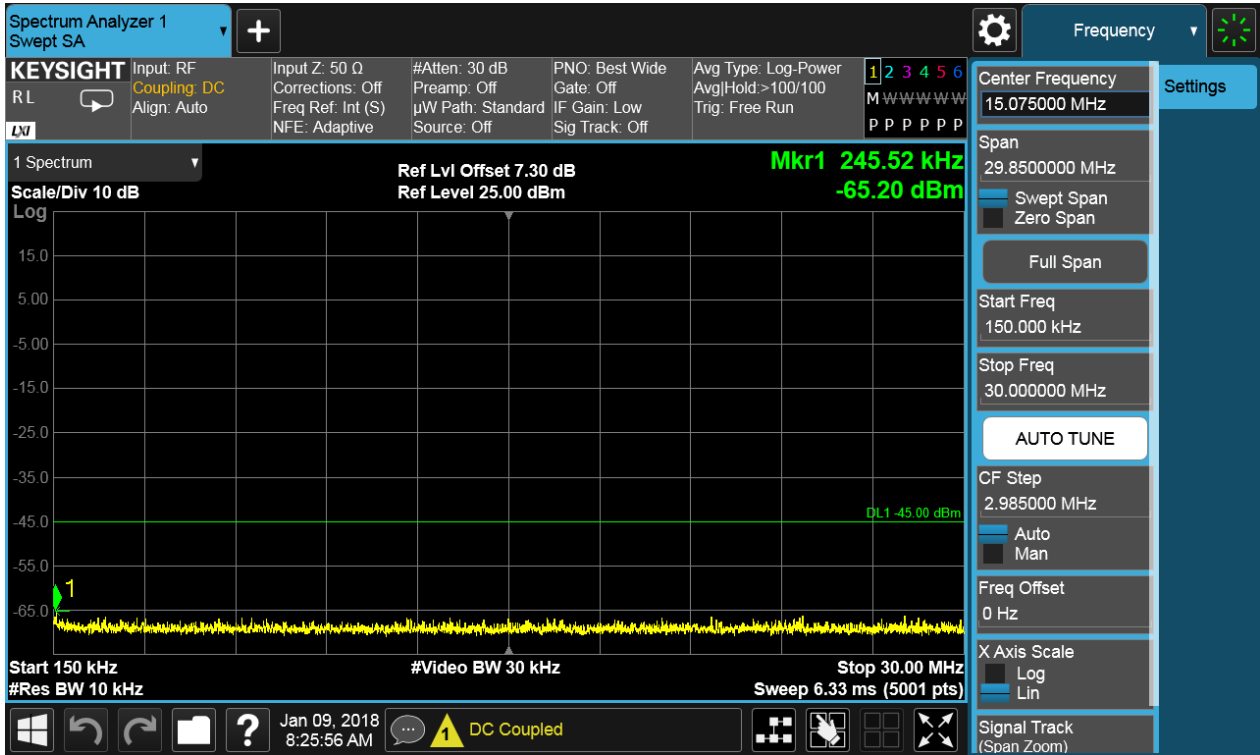 Spectrum Analyzer 1
Swept SA
Frequency
KEYSIGHT
RL
LXI
Input: RF
Coupling: DC
Align: Auto
Input Z: 50 Ω
Corrections: Off
Freq Ref: Int (S)
NFE: Adaptive
#Atten: 30 dB
Preamp: Off
µW Path: Standard
Source: Off
PNO: Best Wide
Gate: Off
IF Gain: Low
Sig Track: Off
Avg Type: Log-Power
Avg|Hold:>100/100
Trig: Free Run
1 2 3 4 5 6
M W W W W W
P P P P P P
1 Spectrum
Scale/Div 10 dB
Log
Ref Lvl Offset 7.30 dB
Ref Level 25.00 dBm
Mkr1 245.52 kHz
-65.20 dBm
15.0
5.00
-5.00
-15.0
-25.0
-35.0
-45.0
DL1 -45.00 dBm
-55.0
1
-65.0
Start 150 kHz
#Video BW 30 kHz
Stop 30.00 MHz
#Res BW 10 kHz
Sweep 6.33 ms (5001 pts)
Center Frequency
15.075000 MHz
Settings
Span
29.8500000 MHz
Swept Span
Zero Span
Full Span
Start Freq
150.000 kHz
Stop Freq
30.000000 MHz
AUTO TUNE
CF Step
2.985000 MHz
Auto
Man
Freq Offset
0 Hz
X Axis Scale
Log
Lin
Signal Track
(Span Zoom)
?
Jan 09, 2018
8:25:56 AM
1
DC Coupled